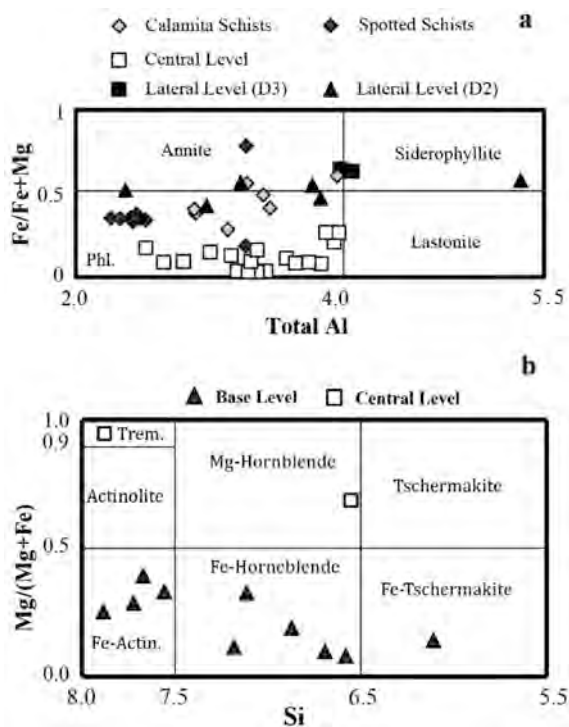 a
Calamita Schists Spotted Schists
Central Level
Lateral Level (D3) Lateral Level (D2)
1
Annite Siderophyllite
Fe/Fe+Mg
0.5
Lastonite
Phl.
0
2.0 4.0 5.5
Total Al
b
Base Level Central Level
1.0
Trem.
0.9
Mg-Hornblende
Actinolite Tschermakite
Mg/(Mg+Fe)
0.5
Fe-Horneblende
Fe-Tschermakite
Fe-Actin.
0.0
8.0 7.5 6.5 5.5
Si